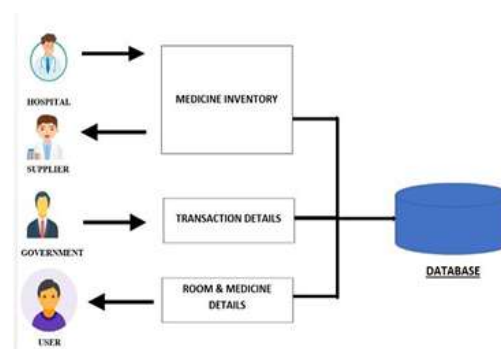 HOSPITAL
MEDICINE INVENTORY
SUPPLIER
GOVERNMENT
TRANSACTION DETAILS
DATABASE
USER
ROOM & MEDICINE
DETAILS